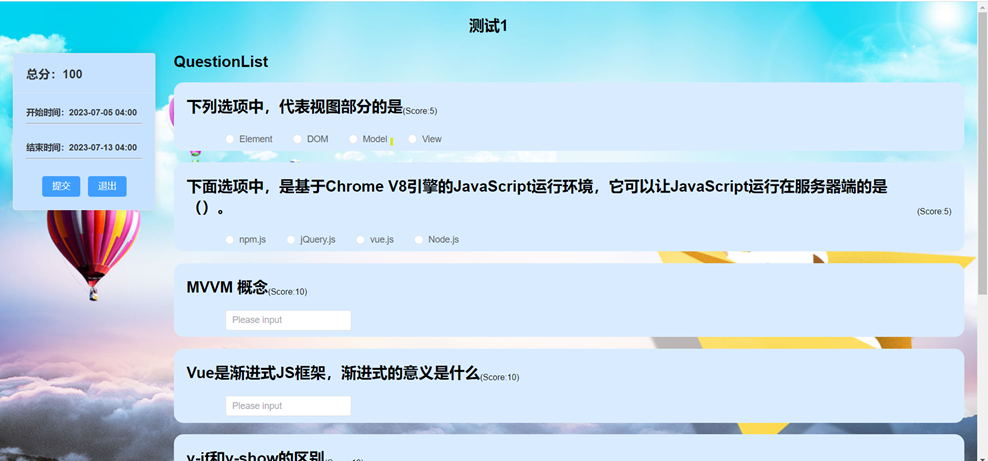 测试1
总分：100
开始时间：2023-07-05 04:00
结束时间：2023-07-13 04:00
提交 退出
QuestionList
下列选项中，代表视图部分的是(Score:5)
Element DOM Model View
下面选项中，是基于Chrome V8引擎的JavaScript运行环境，它可以让JavaScript运行在服务器端的是
（）。 (Score:5)
npm.js jQuery.js vue.js Node.js
MVVM 概念(Score:10)
Please input
Vue是渐进式JS框架，渐进式的意义是什么(Score:10)
Please input
v-if和v-show的区别